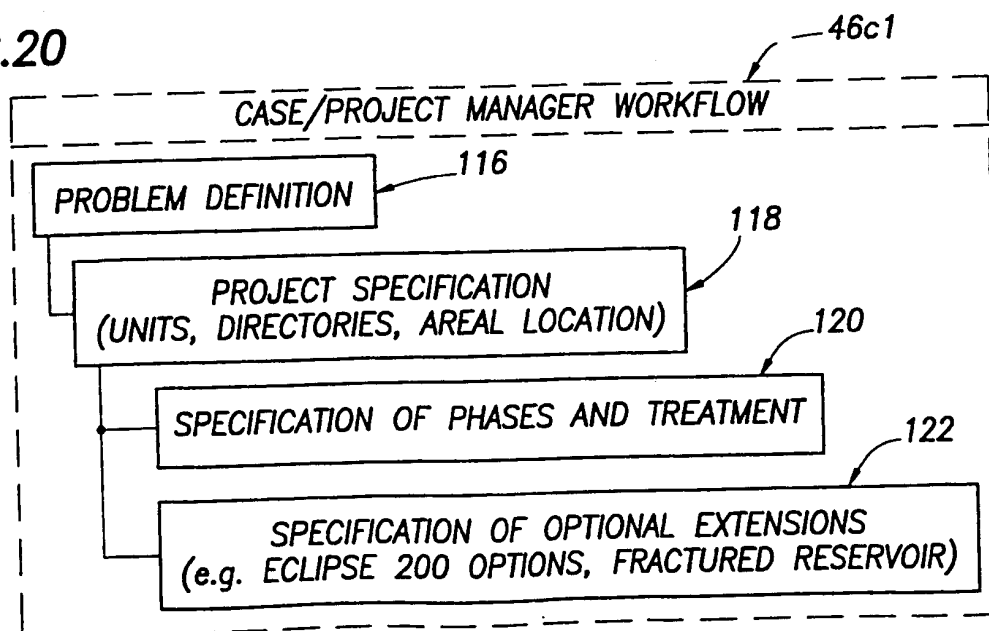 .20
46c1
CASE/PROJECT MANAGER WORKFLOW
PROBLEM DEFINITION
116
PROJECT SPECIFICATION
(UNITS, DIRECTORIES, AREAL LOCATION)
118
SPECIFICATION OF PHASES AND TREATMENT
120
SPECIFICATION OF OPTIONAL EXTENSIONS
(e.g. ECLIPSE 200 OPTIONS, FRACTURED RESERVOIR)
122